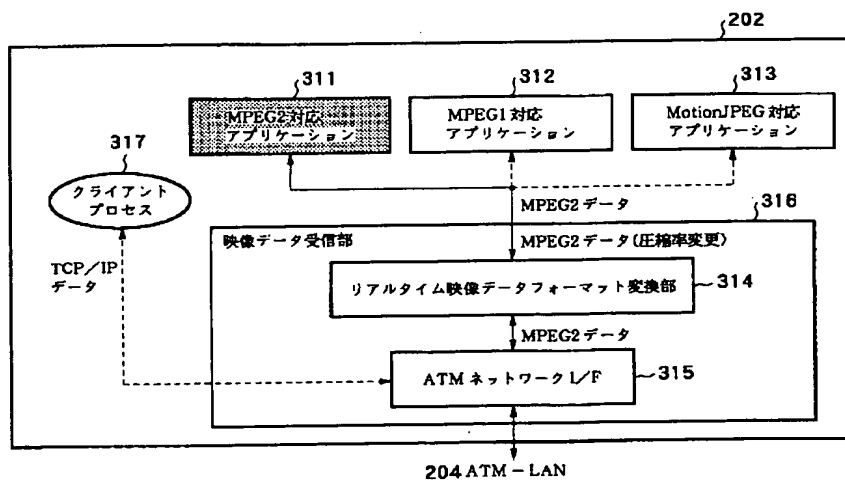 202
311
312
313
MPEG2対応
アプリケーション
MPEG1対応
アプリケーション
MotionJPEG対応
アプリケーション
317
クライアント
プロセス
MPEG2データ
316
映像データ受信部
MPEG2データ(圧縮率変更)
TCP/IP
データ
リアルタイム映像データフォーマット変換部
314
MPEG2データ
ATMネットワークI/F
315
204 ATM-LAN